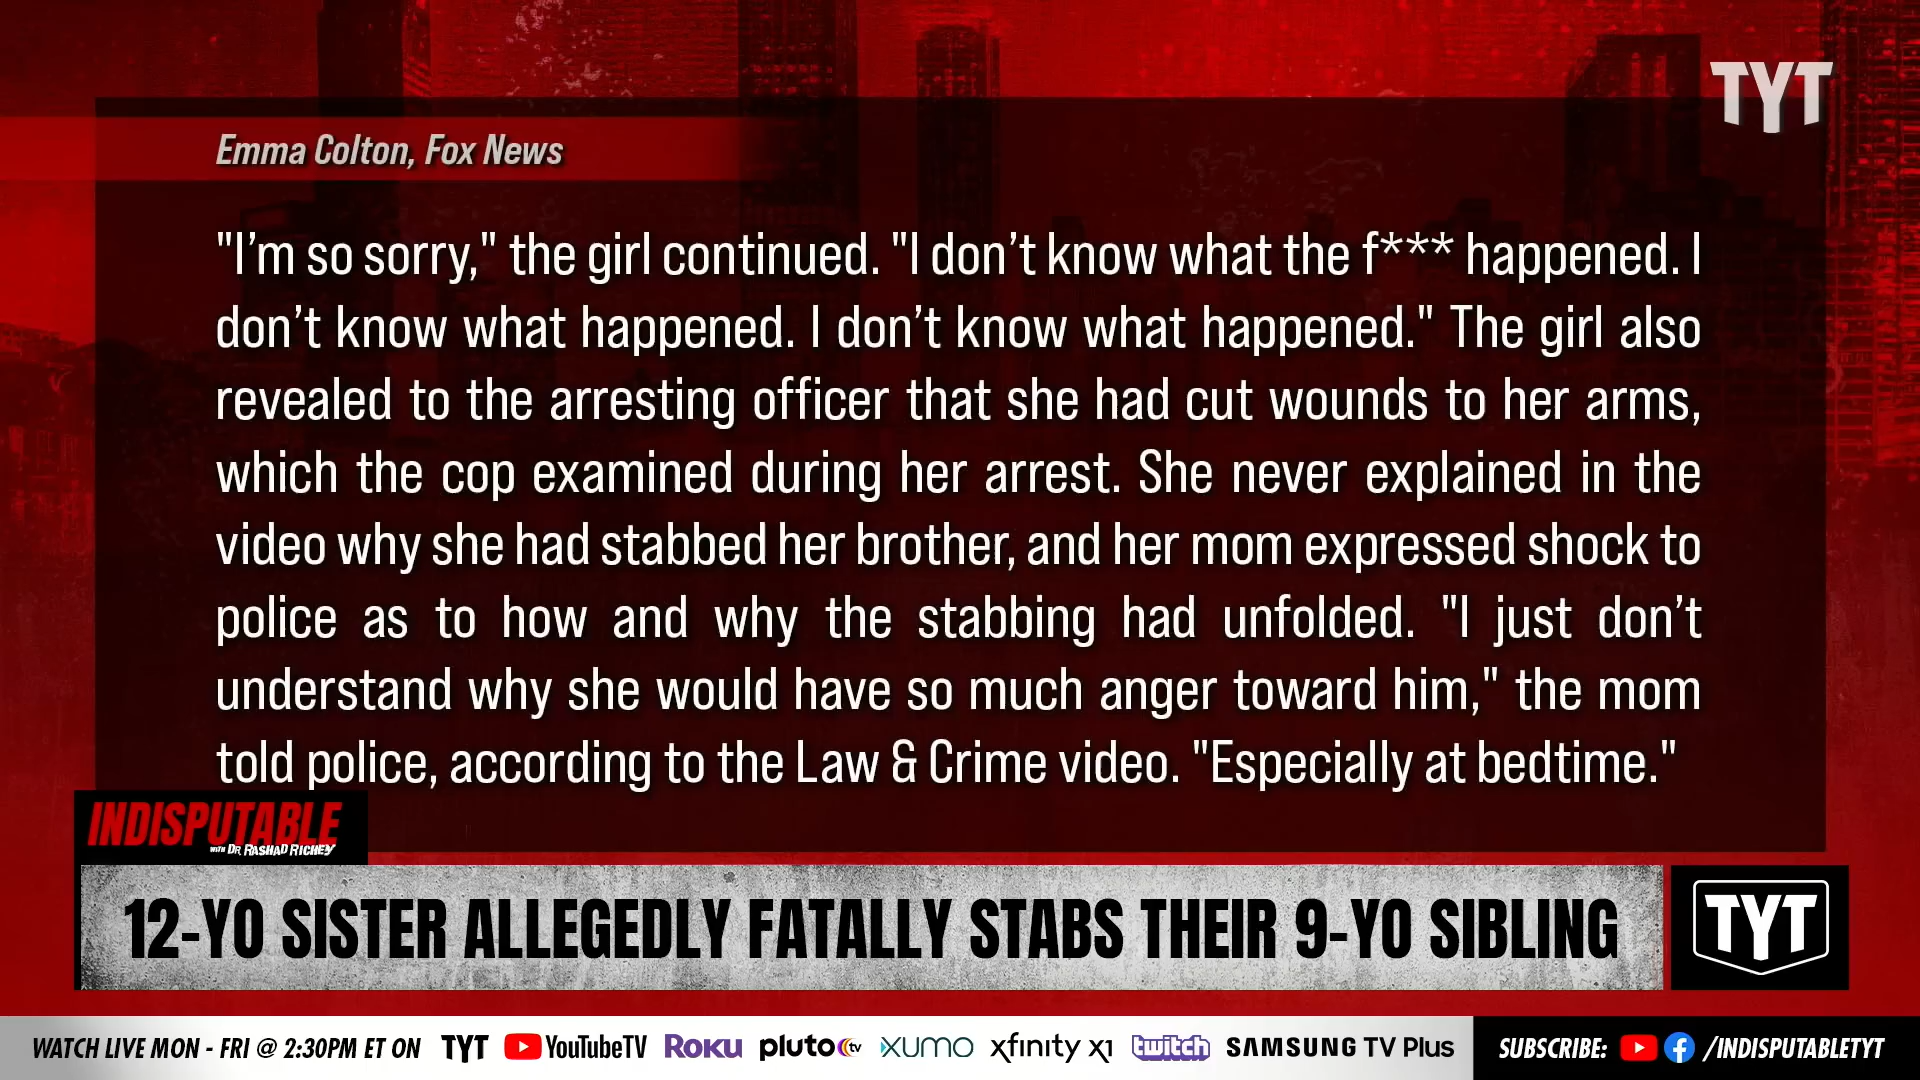 TYT
Emma Colton, Fox News
"I'm so sorry," the girl continued. "I don't know what the f*** happened. I
don't know what happened. I don't know what happened." The girl also
revealed to the arresting officer that she had cut wounds to her arms,
which the cop examined during her arrest. She never explained in the
video why she had stabbed her brother, and her mom expressed shock to
police as to how and why the stabbing had unfolded. "I just don't
understand why she would have so much anger toward him," the mom
told police, according to the Law & Crime video. "Especially at bedtime."
INDISPUTABLE
WITH DR RASHAD RICHEY
12-YO SISTER ALLEGEDLY FATALLY STABS THEIR 9-YO SIBLING
TYT
WATCH LIVE MON - FRI @ 2:30PM ET ON TYT YouTubeTV ROKU pluto tv XUMO xfinity x1 twitch SAMSUNG TV Plus SUBSCRIBE: /INDISPUTABLETYT